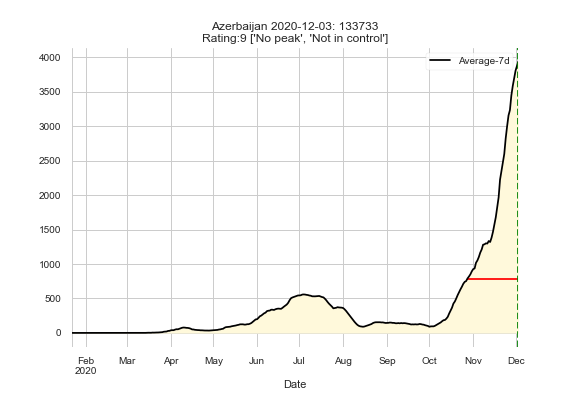 Azerbaijan 2020-12-03: 133733
Rating:9 ['No peak', 'Not in control']
Average-7d
4000
3500
3000
2500
2000
1500
1000
500
0
Feb Mar Apr May Jun Jul Aug Sep Oct Nov Dec
2020
Date